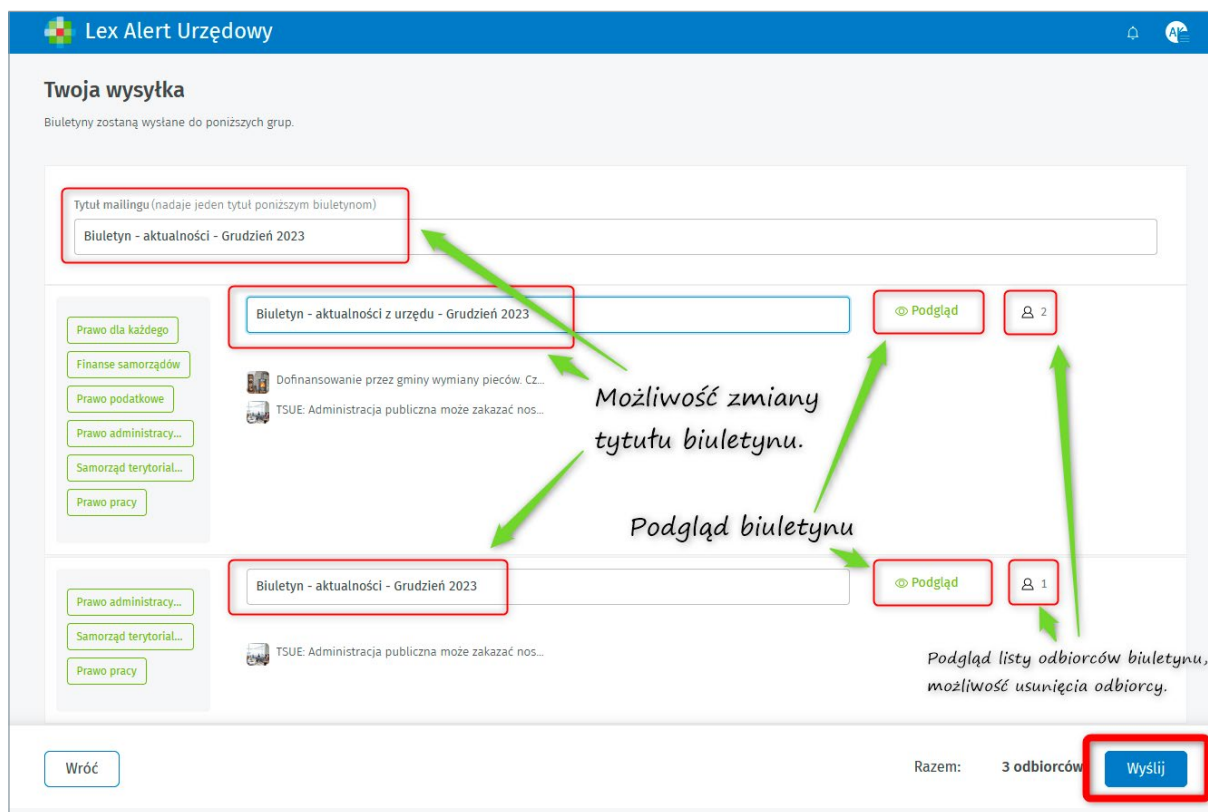 Lex Alert Urzędowy
Twoja wysyłka
Biuletyny zostaną wysłane do poniższych grup.
Tytuł mailingu (nadaje jeden tytuł poniższym biuletynom)
Biuletyn - aktualności - Grudzień 2023
Prawo dla każdego
Finanse samorządów
Prawo podatkowe
Prawo administracy...
Samorząd terytorial...
Prawo pracy
Biuletyn - aktualności z urzędu - Grudzień 2023
Podgląd
2
Dofinansowanie przez gminy wymiany pieców. Cz...
TSUE: Administracja publiczna może zakazać nos...
Możliwość zmiany
tytułu biuletynu.
Podgląd biuletynu
Prawo administracy...
Samorząd terytorial...
Prawo pracy
Biuletyn - aktualności - Grudzień 2023
Podgląd
1
TSUE: Administracja publiczna może zakazać nos...
Podgląd listy odbiorców biuletynu,
możliwość usunięcia odbiorcy.
Wróć
Razem: 3 odbiorców
Wyślij